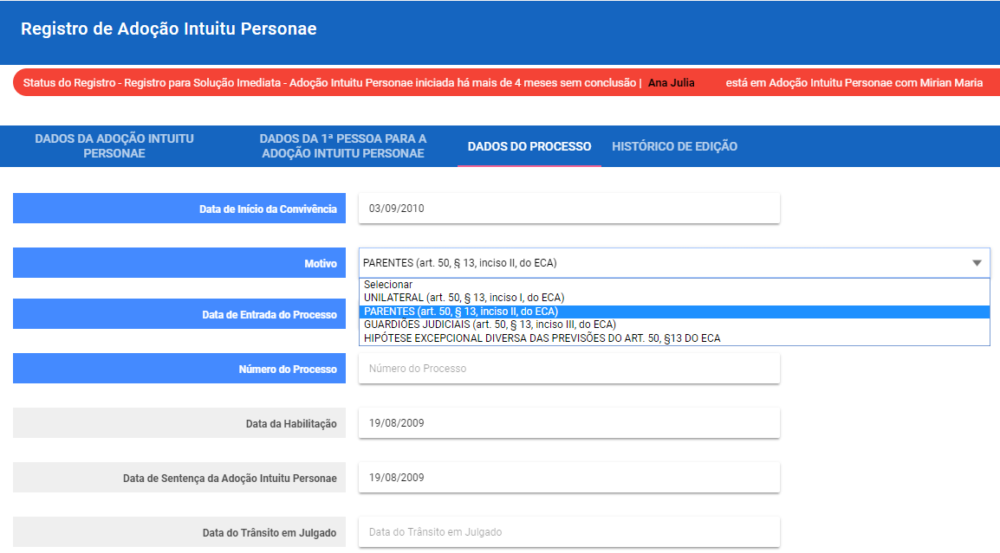 Registro de Adoção Intuitu Personae
Status do Registro - Registro para Solução Imediata - Adoção Intuitu Personae iniciada há mais de 4 meses sem conclusão | Ana Julia está em Adoção Intuitu Personae com Mirian Maria
DADOS DA ADOÇÃO INTUITU
PERSONAE
DADOS DA 1ª PESSOA PARA A
ADOÇÃO INTUITU PERSONAE
DADOS DO PROCESSO
HISTÓRICO DE EDIÇÃO
Data de Início da Convivência
03/09/2010
Motivo
PARENTES (art. 50, § 13, inciso II, do ECA)
Selecionar
UNILATERAL (art. 50, § 13, inciso I, do ECA)
PARENTES (art. 50, § 13, inciso II, do ECA)
GUARDIÕES JUDICIAIS (art. 50, § 13, inciso III, do ECA)
HIPÓTESE EXCEPCIONAL DIVERSA DAS PREVISÕES DO ART. 50, §13 DO ECA
Data de Entrada do Processo
Número do Processo
Número do Processo
Data da Habilitação
19/08/2009
Data de Sentença da Adoção Intuitu Personae
19/08/2009
Data do Trânsito em Julgado
Data do Trânsito em Julgado